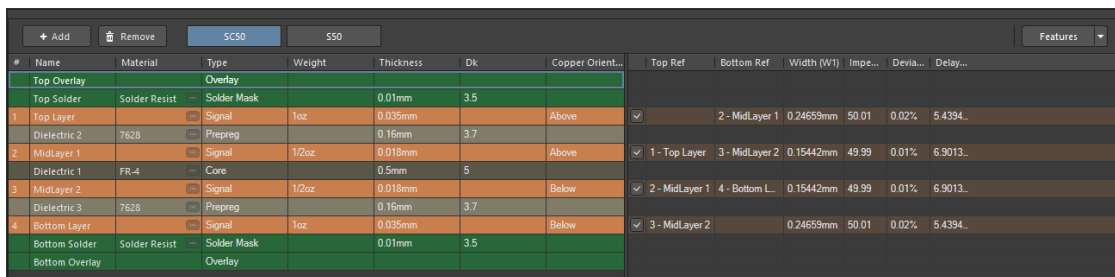 + Add Remove SC50 S50 Features
# Name Material Type Weight Thickness Dk Copper Orient... Top Ref Bottom Ref Width (W1) Impe... Devia... Delay...
Top Overlay Overlay
Top Solder Solder Resist ... Solder Mask 0.01mm 3.5
1 Top Layer ... Signal 1oz 0.035mm Above 2 - MidLayer 1 0.24659mm 50.01 0.02% 5.4394...
Dielectric 2 7628 ... Prepreg 0.16mm 3.7
2 MidLayer 1 ... Signal 1/2oz 0.018mm Above 1 - Top Layer 3 - MidLayer 2 0.15442mm 49.99 0.01% 6.9013...
Dielectric 1 FR-4 ... Core 0.5mm 5
3 MidLayer 2 ... Signal 1/2oz 0.018mm Below 2 - MidLayer 1 4 - Bottom L... 0.15442mm 49.99 0.01% 6.9013...
Dielectric 3 7628 ... Prepreg 0.16mm 3.7
4 Bottom Layer ... Signal 1oz 0.035mm Below 3 - MidLayer 2 0.24659mm 50.01 0.02% 5.4394...
Bottom Solder Solder Resist ... Solder Mask 0.01mm 3.5
Bottom Overlay Overlay